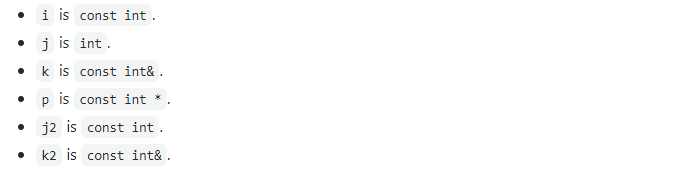 • i is const int.
• j is int.
• k is const int&.
• p is const int *.
• j2 is const int.
• k2 is const int&.